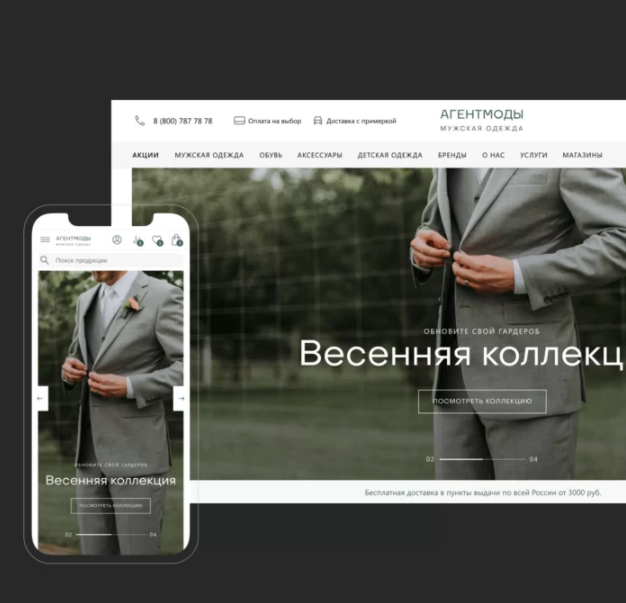 8 (800) 787 78 78
Оплата на выбор
Доставка с примеркой
АГЕНТМОДЫ
МУЖСКАЯ ОДЕЖДА
АКЦИИ МУЖСКАЯ ОДЕЖДА ОБУВЬ АКСЕССУАРЫ ДЕТСКАЯ ОДЕЖДА БРЕНДЫ О НАС УСЛУГИ МАГАЗИНЫ
ОБНОВИТЕ СВОЙ ГАРДЕРОБ
Весенняя коллекц
ПОСМОТРЕТЬ КОЛЛЕКЦИЮ
02 04
Бесплатная доставка в пункты выдачи по всей России от 3000 руб.
АГЕНТМОДЫ
МУЖСКАЯ ОДЕЖДА
Поиск продукции
ОБНОВИТЕ СВОЙ ГАРДЕРОБ
Весенняя коллекция
ПОСМОТРЕТЬ КОЛЛЕКЦИЮ
02 04